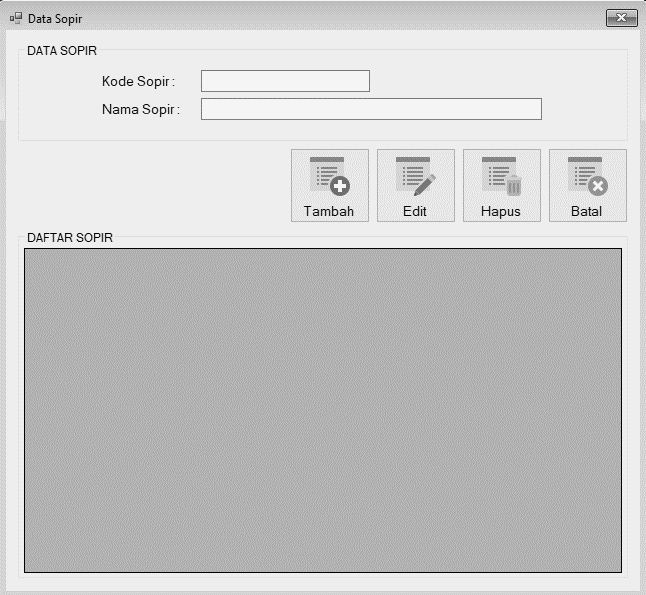 Data Sopir
DATA SOPIR
Kode Sopir :
Nama Sopir :
Tambah
Edit
Hapus
Batal
DAFTAR SOPIR